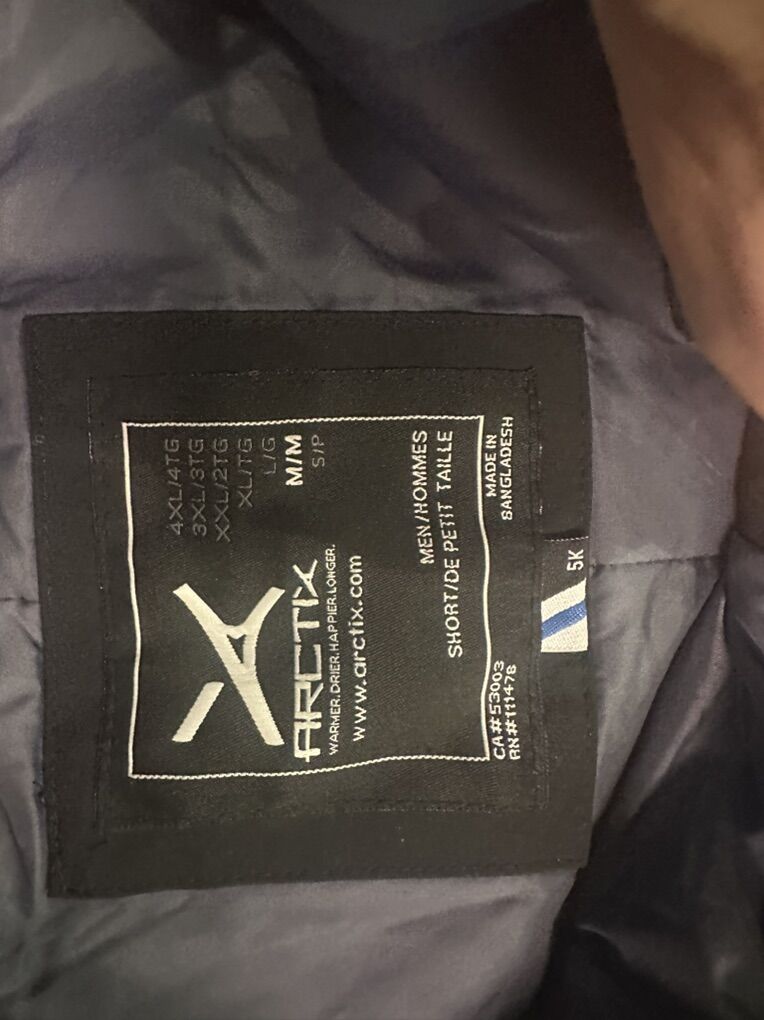 4XL/4TG
3XL/3TG
XXL/2TG
XL/TG
L/G
M/M
S/P
ARCTIX
WARMER.DRIER.HAPPIER.LONGER.
www.arctix.com
MEN/HOMMES
SHORT/DE PETIT TAILLE
CA#53003
RN#111478
MADE IN
BANGLADESH
5K